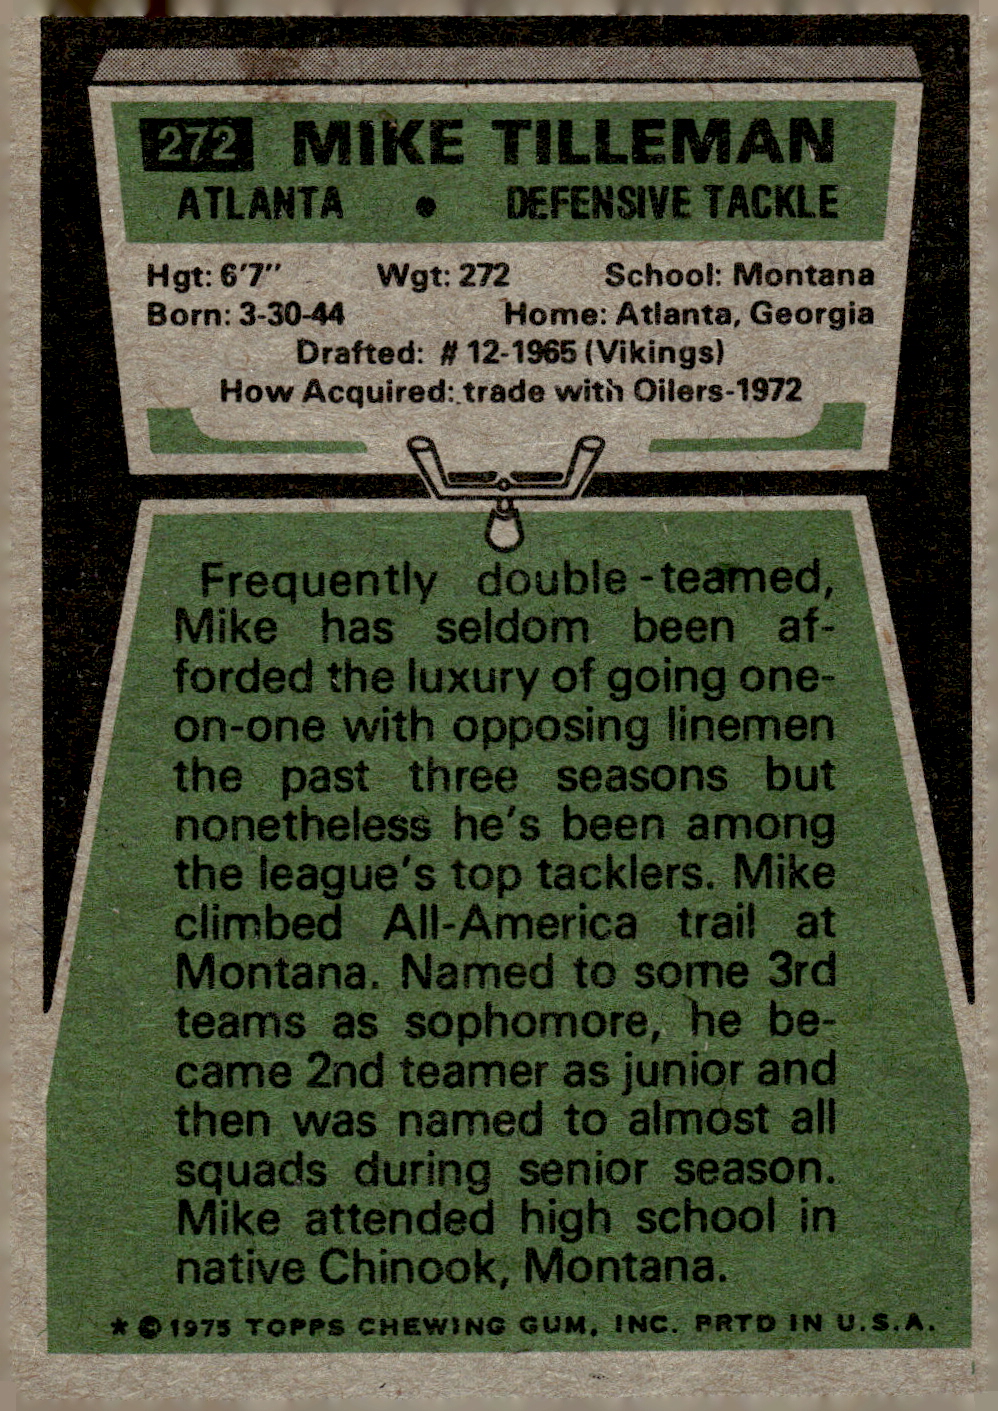 272 MIKE TILLEMAN
ATLANTA • DEFENSIVE TACKLE
Hgt: 6'7" Wgt: 272 School: Montana
Born: 3-30-44 Home: Atlanta, Georgia
Drafted: # 12-1965 (Vikings)
How Acquired: trade with Oilers-1972
Frequently double-teamed,
Mike has seldom been af-
forded the luxury of going one-
on-one with opposing linemen
the past three seasons but
nonetheless he's been among
the league's top tacklers. Mike
climbed All-America trail at
Montana. Named to some 3rd
teams as sophomore, he be-
came 2nd teamer as junior and
then was named to almost all
squads during senior season.
Mike attended high school in
native Chinook, Montana.
* © 1975 TOPPS CHEWING GUM, INC. PRTD IN U.S.A.